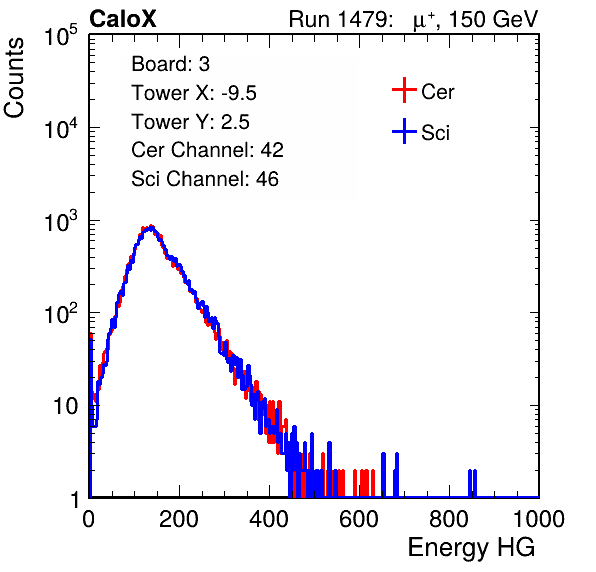 CaloX Run 1479: μ⁺, 150 GeV
Board: 3
Tower X: -9.5
Tower Y: 2.5
Cer Channel: 42
Sci Channel: 46
Cer
Sci
Counts
10⁵
10⁴
10³
10²
10
1
0 200 400 600 800 1000
Energy HG